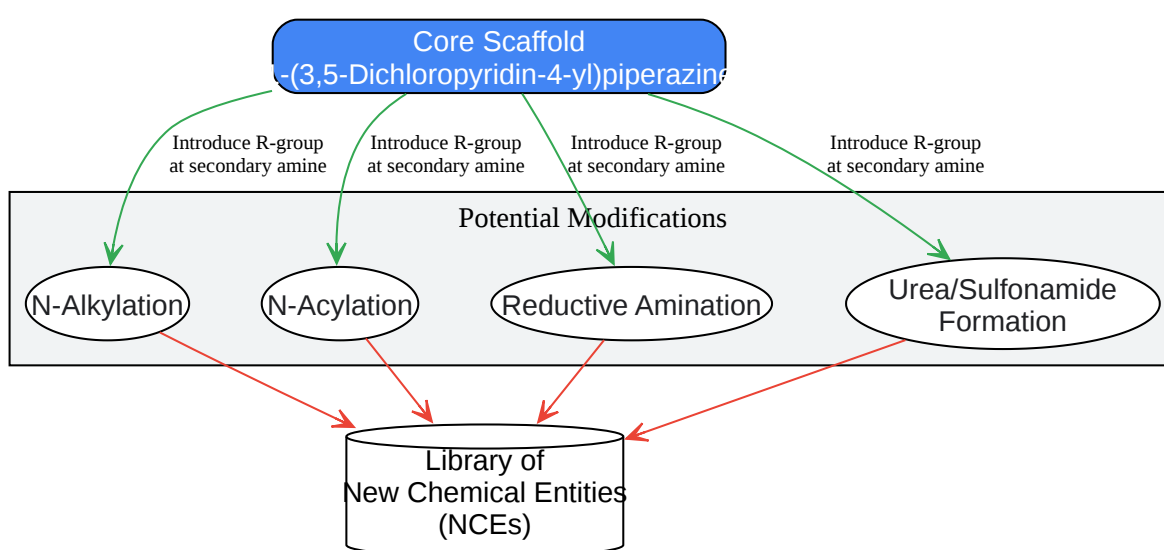 Core Scaffold
-(3,5-Dichloropyridin-4-yl)piperazine
Introduce R-group
at secondary amine
Introduce R-group
at secondary amine
Introduce R-group
at secondary amine
Introduce R-group
at secondary amine
Potential Modifications
N-Alkylation
N-Acylation
Reductive Amination
Urea/Sulfonamide
Formation
Library of
New Chemical Entities
(NCEs)